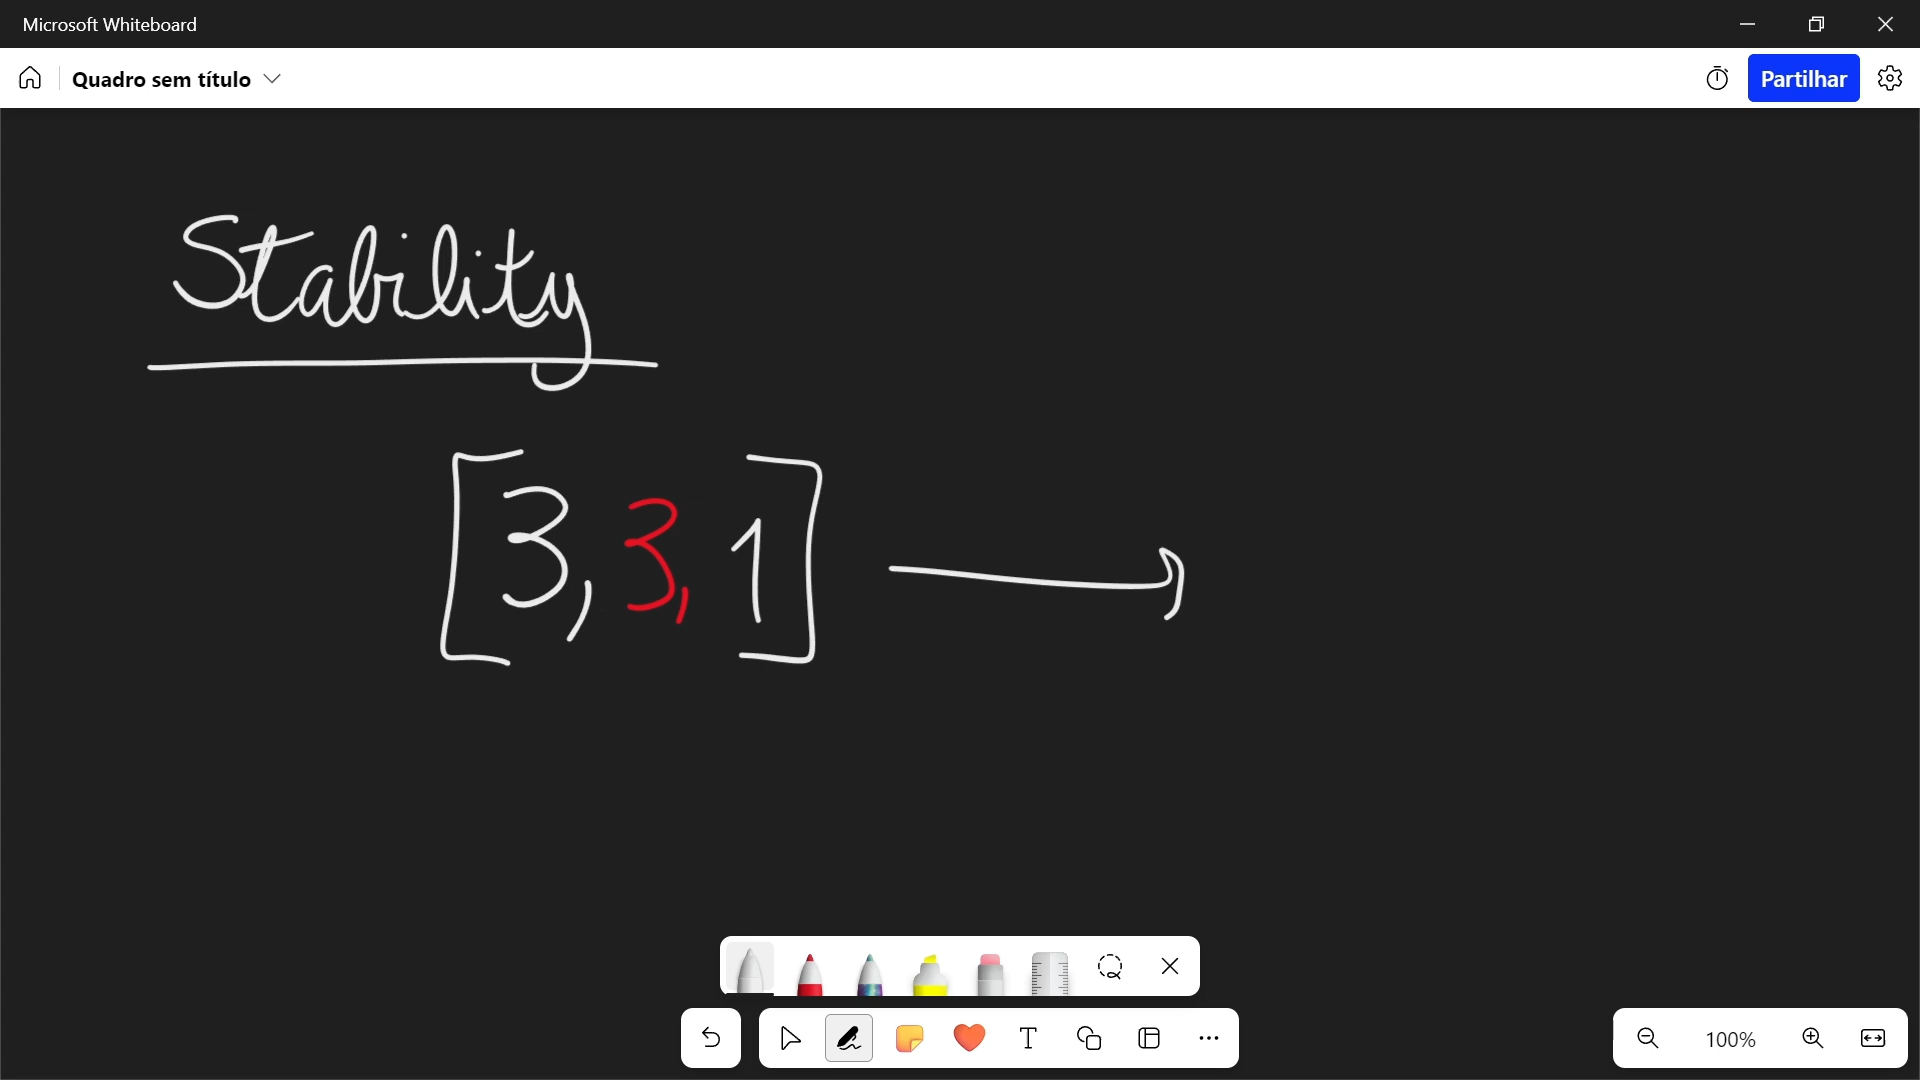 Microsoft Whiteboard
Quadro sem título
Partilhar
Stability
[3, 3, 1]
100%